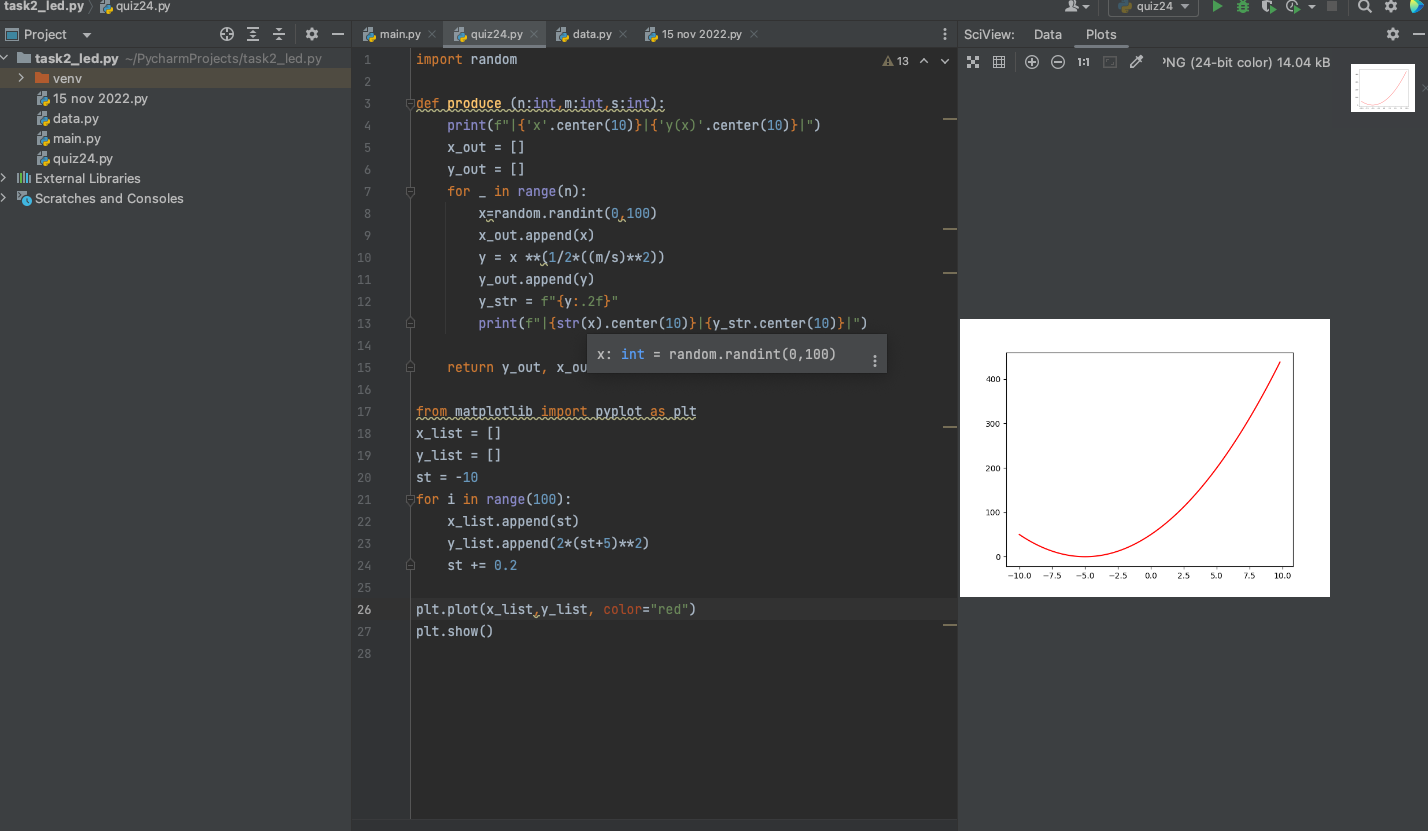 task2_led.py quiz24.py quiz24
Project main.py quiz24.py data.py 15 nov 2022.py SciView: Data Plots
task2_led.py ~/PycharmProjects/task2_led.py
venv
15 nov 2022.py
data.py
main.py
quiz24.py
External Libraries
Scratches and Consoles
13
1 import random
2
3 def produce (n:int,m:int,s:int):
4 print(f"|{'x'.center(10)}|{'y(x)'.center(10)}|")
5 x_out = []
6 y_out = []
7 for _ in range(n):
8 x=random.randint(0,100)
9 x_out.append(x)
10 y = x **(1/2*((m/s)**2))
11 y_out.append(y)
12 y_str = f"{y:.2f}"
13 print(f"|{str(x).center(10)}|{y_str.center(10)}|")
14
x: int = random.randint(0,100)
15 return y_out, x_ou
16
17 from matplotlib import pyplot as plt
18 x_list = []
19 y_list = []
20 st = -10
21 for i in range(100):
22 x_list.append(st)
23 y_list.append(2*(st+5)**2)
24 st += 0.2
25
26 plt.plot(x_list,y_list, color="red")
27 plt.show()
28
1:1 PNG (24-bit color) 14.04 kB
400
300
200
100
0
−10.0 −7.5 −5.0 −2.5 0.0 2.5 5.0 7.5 10.0